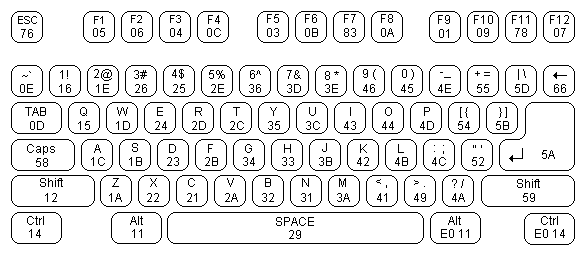 ESC F1 F2 F3 F4 F5 F6 F7 F8 F9 F10 F11 F12
76 05 06 04 0C 03 0B 83 0A 01 09 78 07
~` 1! 2@ 3# 4$ 5% 6^ 7& 8* 9( 0) -_ += |\ ←
0E 16 1E 26 25 2E 36 3D 3E 46 45 4E 55 5D 66
TAB Q W E R T Y U I O P [{ }]
0D 15 1D 24 2D 2C 35 3C 43 44 4D 54 5B
Caps A S D F G H J K L ; : " ' ↵ 5A
58 1C 1B 23 2B 34 33 3B 42 4B 4C 52
Shift Z X C V B N M < , > . ? / Shift
12 1A 22 21 2A 32 31 3A 41 49 4A 59
Ctrl Alt SPACE Alt Ctrl
14 11 29 E0 11 E0 14